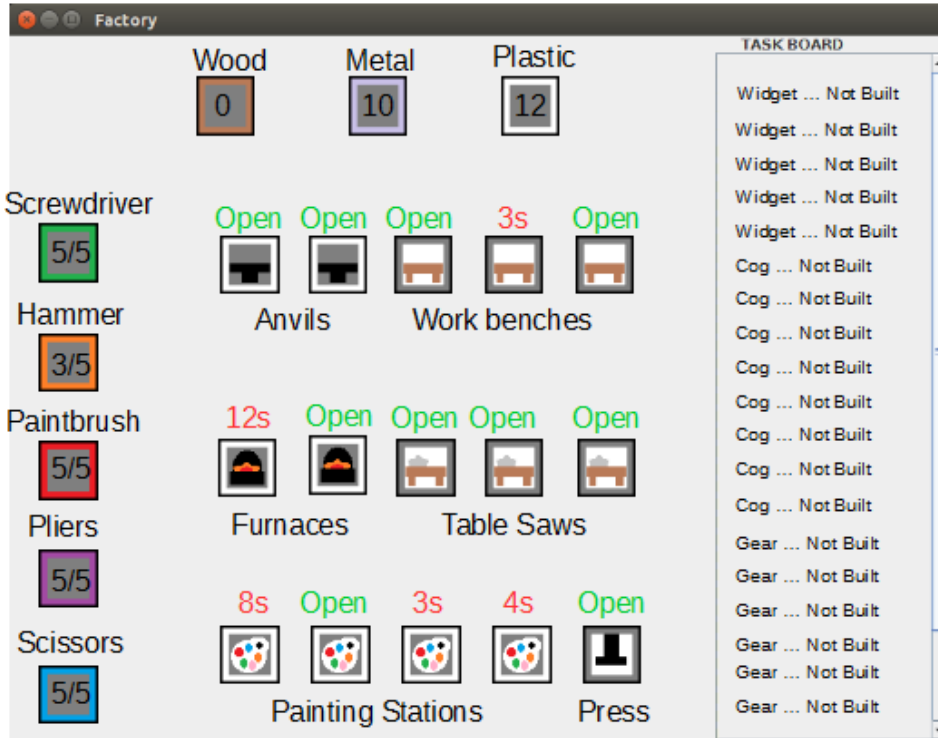 Factory
TASK BOARD
Wood Metal Plastic
0 10 12
Screwdriver
5/5
Hammer
3/5
Paintbrush
5/5
Pliers
5/5
Scissors
5/5
Open Open Open 3s Open
Anvils Work benches
12s Open Open Open Open
Furnaces Table Saws
8s Open 3s 4s Open
Painting Stations Press
Widget ... Not Built
Widget ... Not Built
Widget ... Not Built
Widget ... Not Built
Widget ... Not Built
Cog ... Not Built
Cog ... Not Built
Cog ... Not Built
Cog ... Not Built
Cog ... Not Built
Cog ... Not Built
Cog ... Not Built
Cog ... Not Built
Gear ... Not Built
Gear ... Not Built
Gear ... Not Built
Gear ... Not Built
Gear ... Not Built
Gear ... Not Built